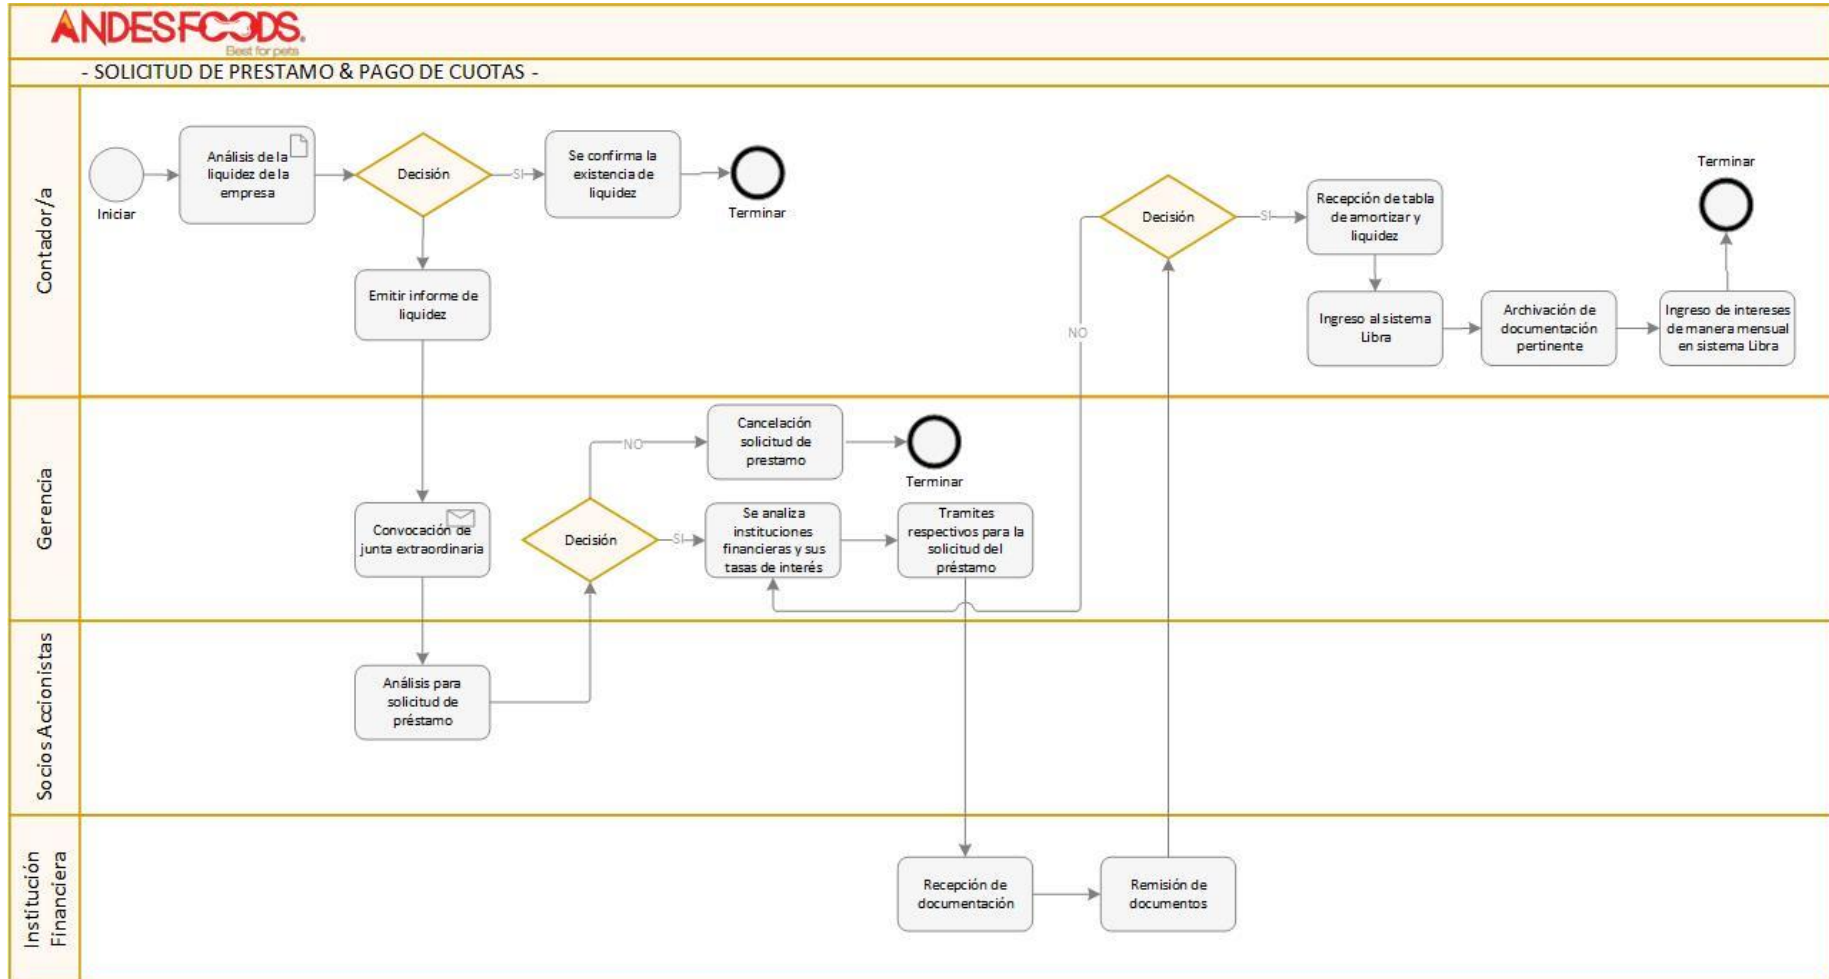 ANDESFOODS.
Best for pets
- SOLICITUD DE PRESTAMO & PAGO DE CUOTAS -
Contador/a
Iniciar
Análisis de la
liquidez de la
empresa
Decisión
SI
Se confirma la
existencia de
liquidez
Terminar
Emitir informe de
liquidez
Decisión
SI
NO
Recepción de tabla
de amortizar y
liquidez
Ingreso al sistema
Libra
Archivación de
documentación
pertinente
Ingreso de intereses
de manera mensual
en sistema Libra
Terminar
Gerencia
Convocación de
junta extraordinaria
Decisión
NO
Cancelación
solicitud de
prestamo
Terminar
SI
Se analiza
instituciones
financieras y sus
tasas de interés
Tramites
respectivos para la
solicitud del
préstamo
Socios Accionistas
Análisis para
solicitud de
préstamo
Institución
Financiera
Recepción de
documentación
Remisión de
documentos